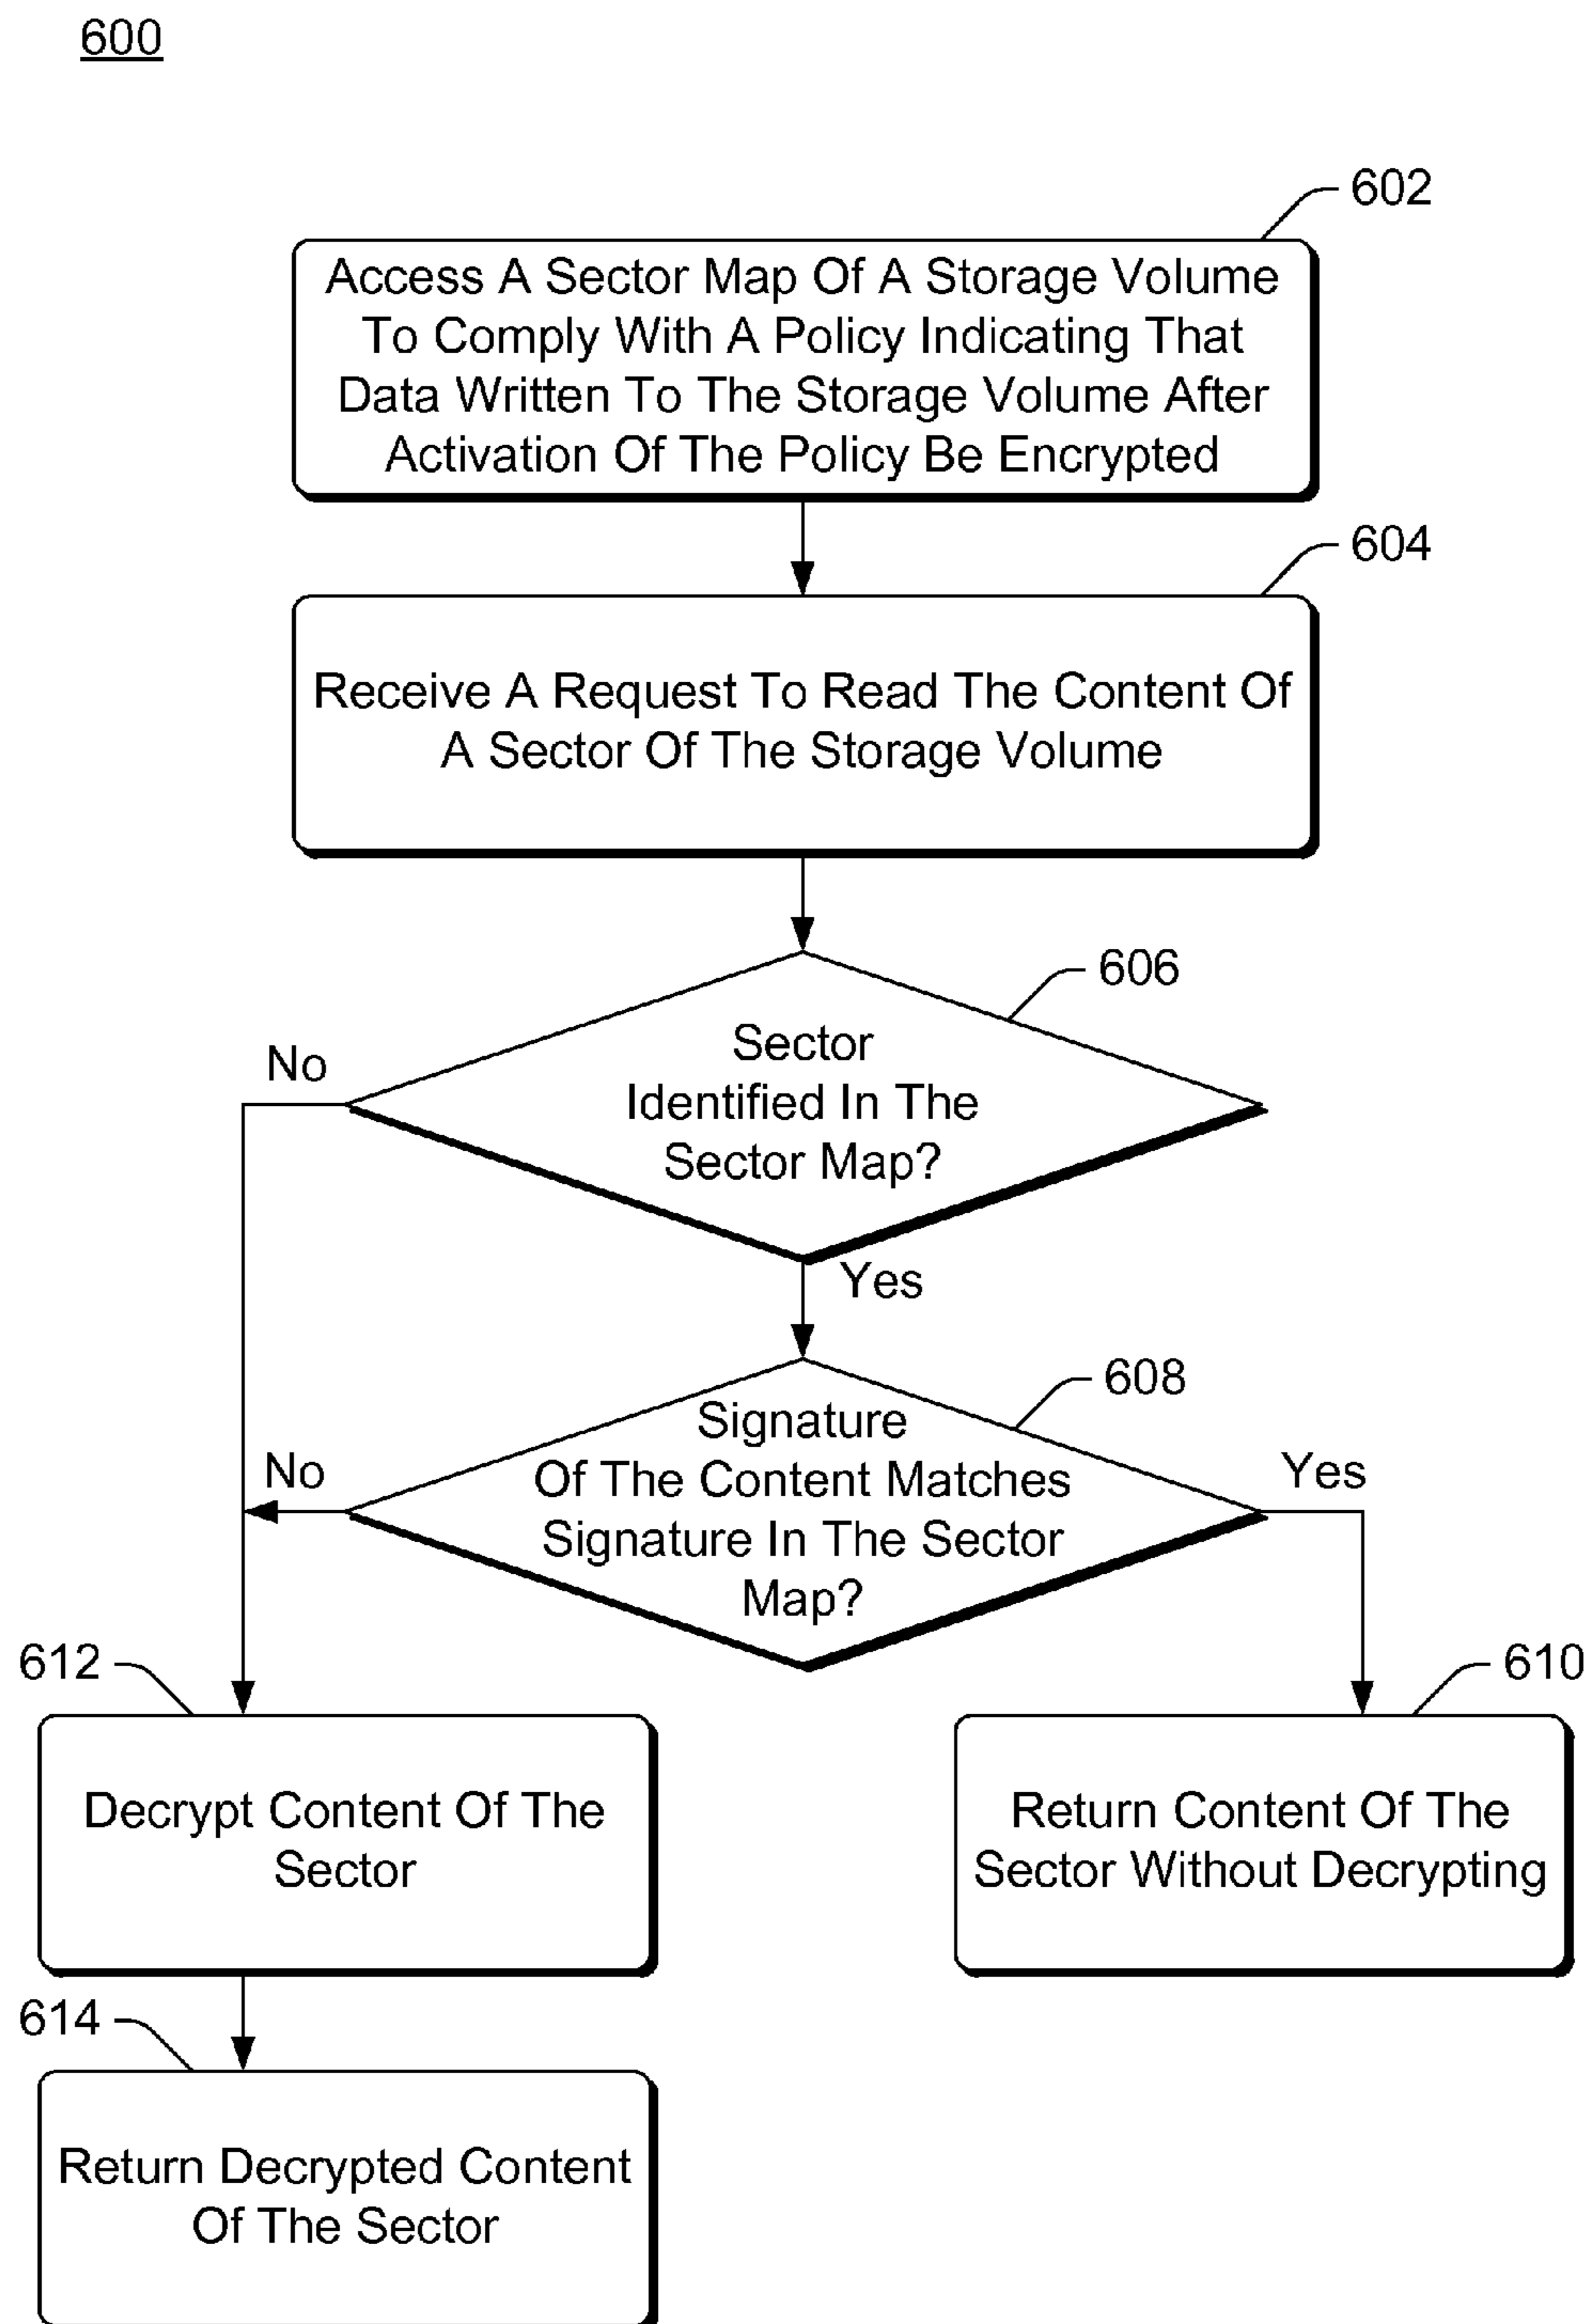 600
602
Access A Sector Map Of A Storage Volume
To Comply With A Policy Indicating That
Data Written To The Storage Volume After
Activation Of The Policy Be Encrypted
604
Receive A Request To Read The Content Of
A Sector Of The Storage Volume
606
Sector
Identified In The
Sector Map?
No
Yes
608
Signature
Of The Content Matches
Signature In The Sector
Map?
No
Yes
612
Decrypt Content Of The
Sector
610
Return Content Of The
Sector Without Decrypting
614
Return Decrypted Content
Of The Sector